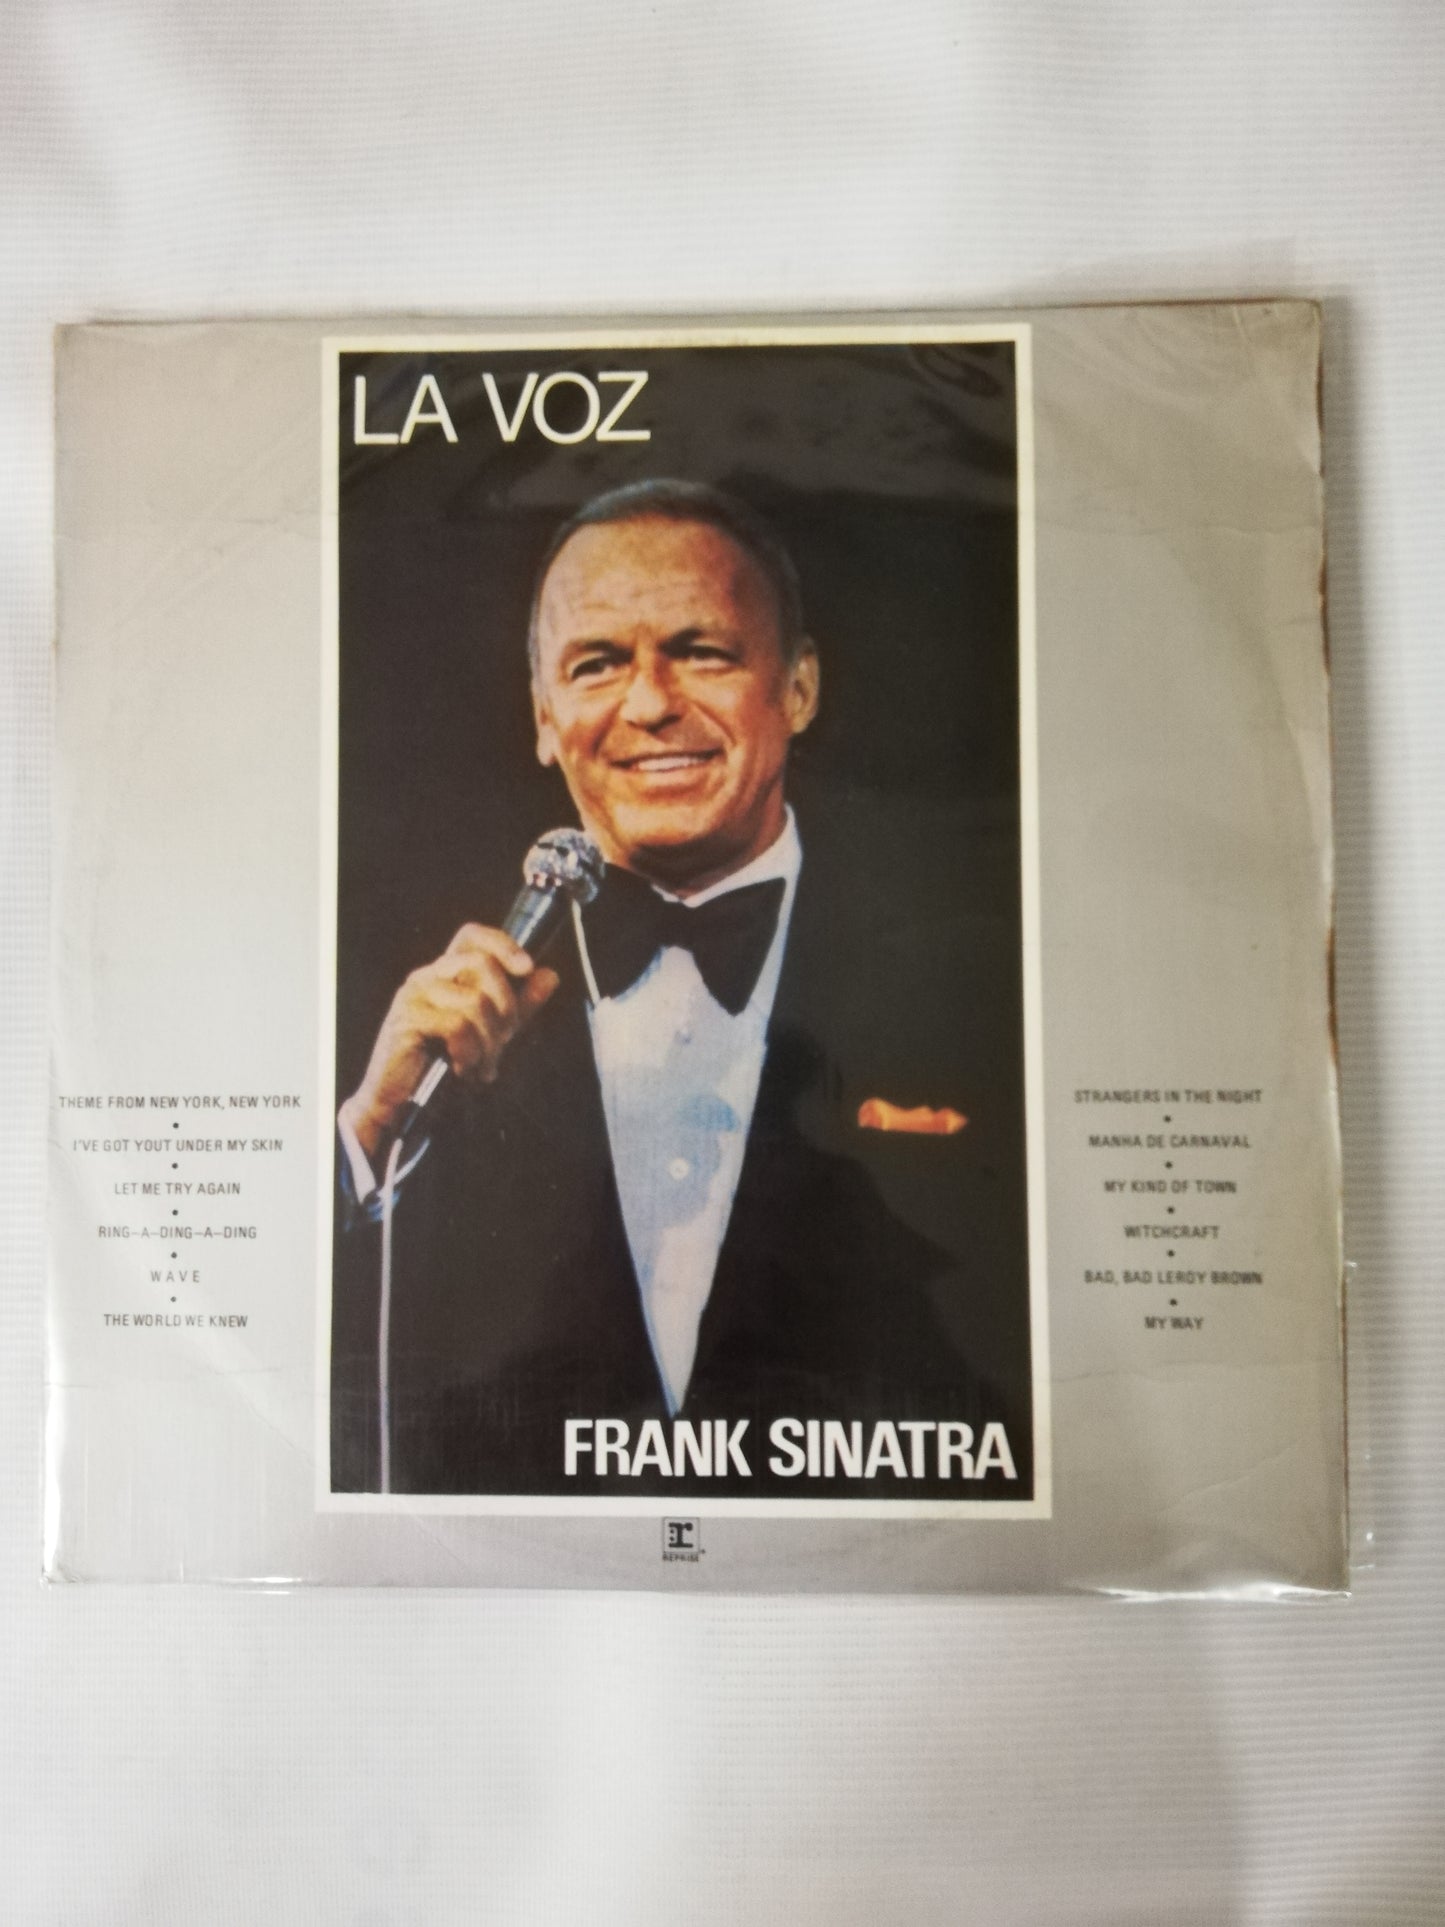 LA VOZ
THEME FROM NEW YORK, NEW YORK
I'VE GOT YOUT UNDER MY SKIN
LET ME TRY AGAIN
RING-A-DING-A-DING
WAVE
THE WORLD WE KNEW
STRANGERS IN THE NIGHT
MANHA DE CARNAVAL
MY KIND OF TOWN
WITCHCRAFT
BAD, BAD LEROY BROWN
MY WAY
FRANK SINATRA
r
REPRISE